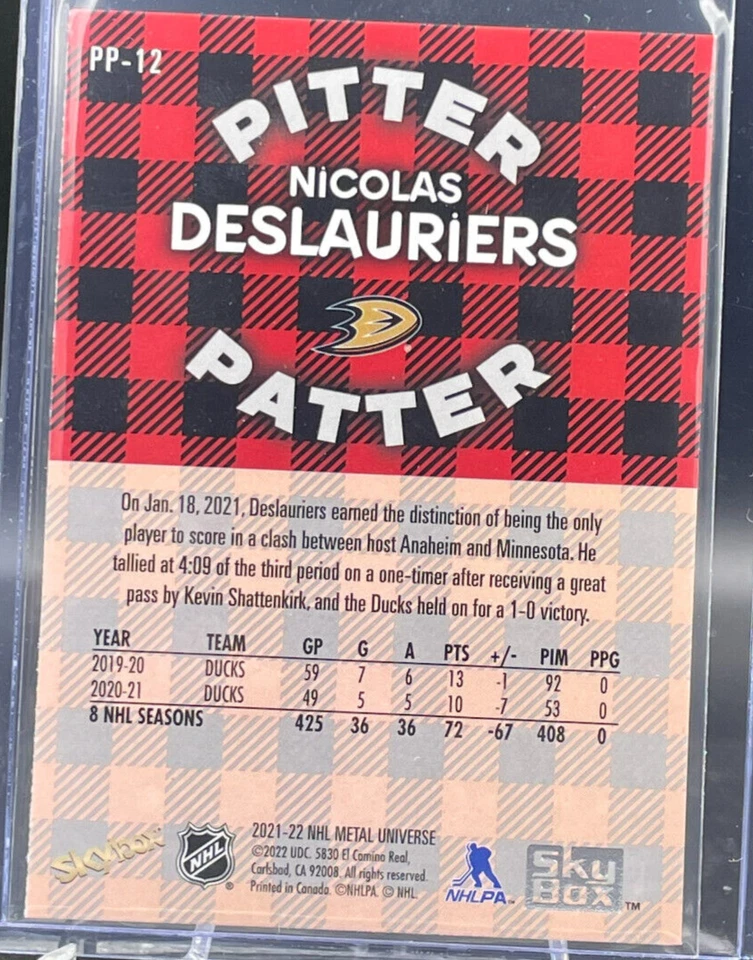 PP-12
PITTER
NiCOLAS
DESLAURiERS
PATTER
On Jan. 18, 2021, Deslauriers earned the distinction of being the only
player to score in a clash between host Anaheim and Minnesota. He
tallied at 4:09 of the third period on a one-timer after receiving a great
pass by Kevin Shattenkirk, and the Ducks held on for a 1-0 victory.
YEAR TEAM GP G A PTS +/- PIM PPG
2019-20 DUCKS 59 7 6 13 -1 92 0
2020-21 DUCKS 49 5 5 10 -7 53 0
8 NHL SEASONS 425 36 36 72 -67 408 0
skybox
NHL
®
2021-22 NHL METAL UNIVERSE
©2022 UDC. 5830 El Camino Real,
Carlsbad, CA 92008. All rights reserved.
Printed in Canada. ©NHLPA. © NHL.
NHLPA™
Sky
Box™